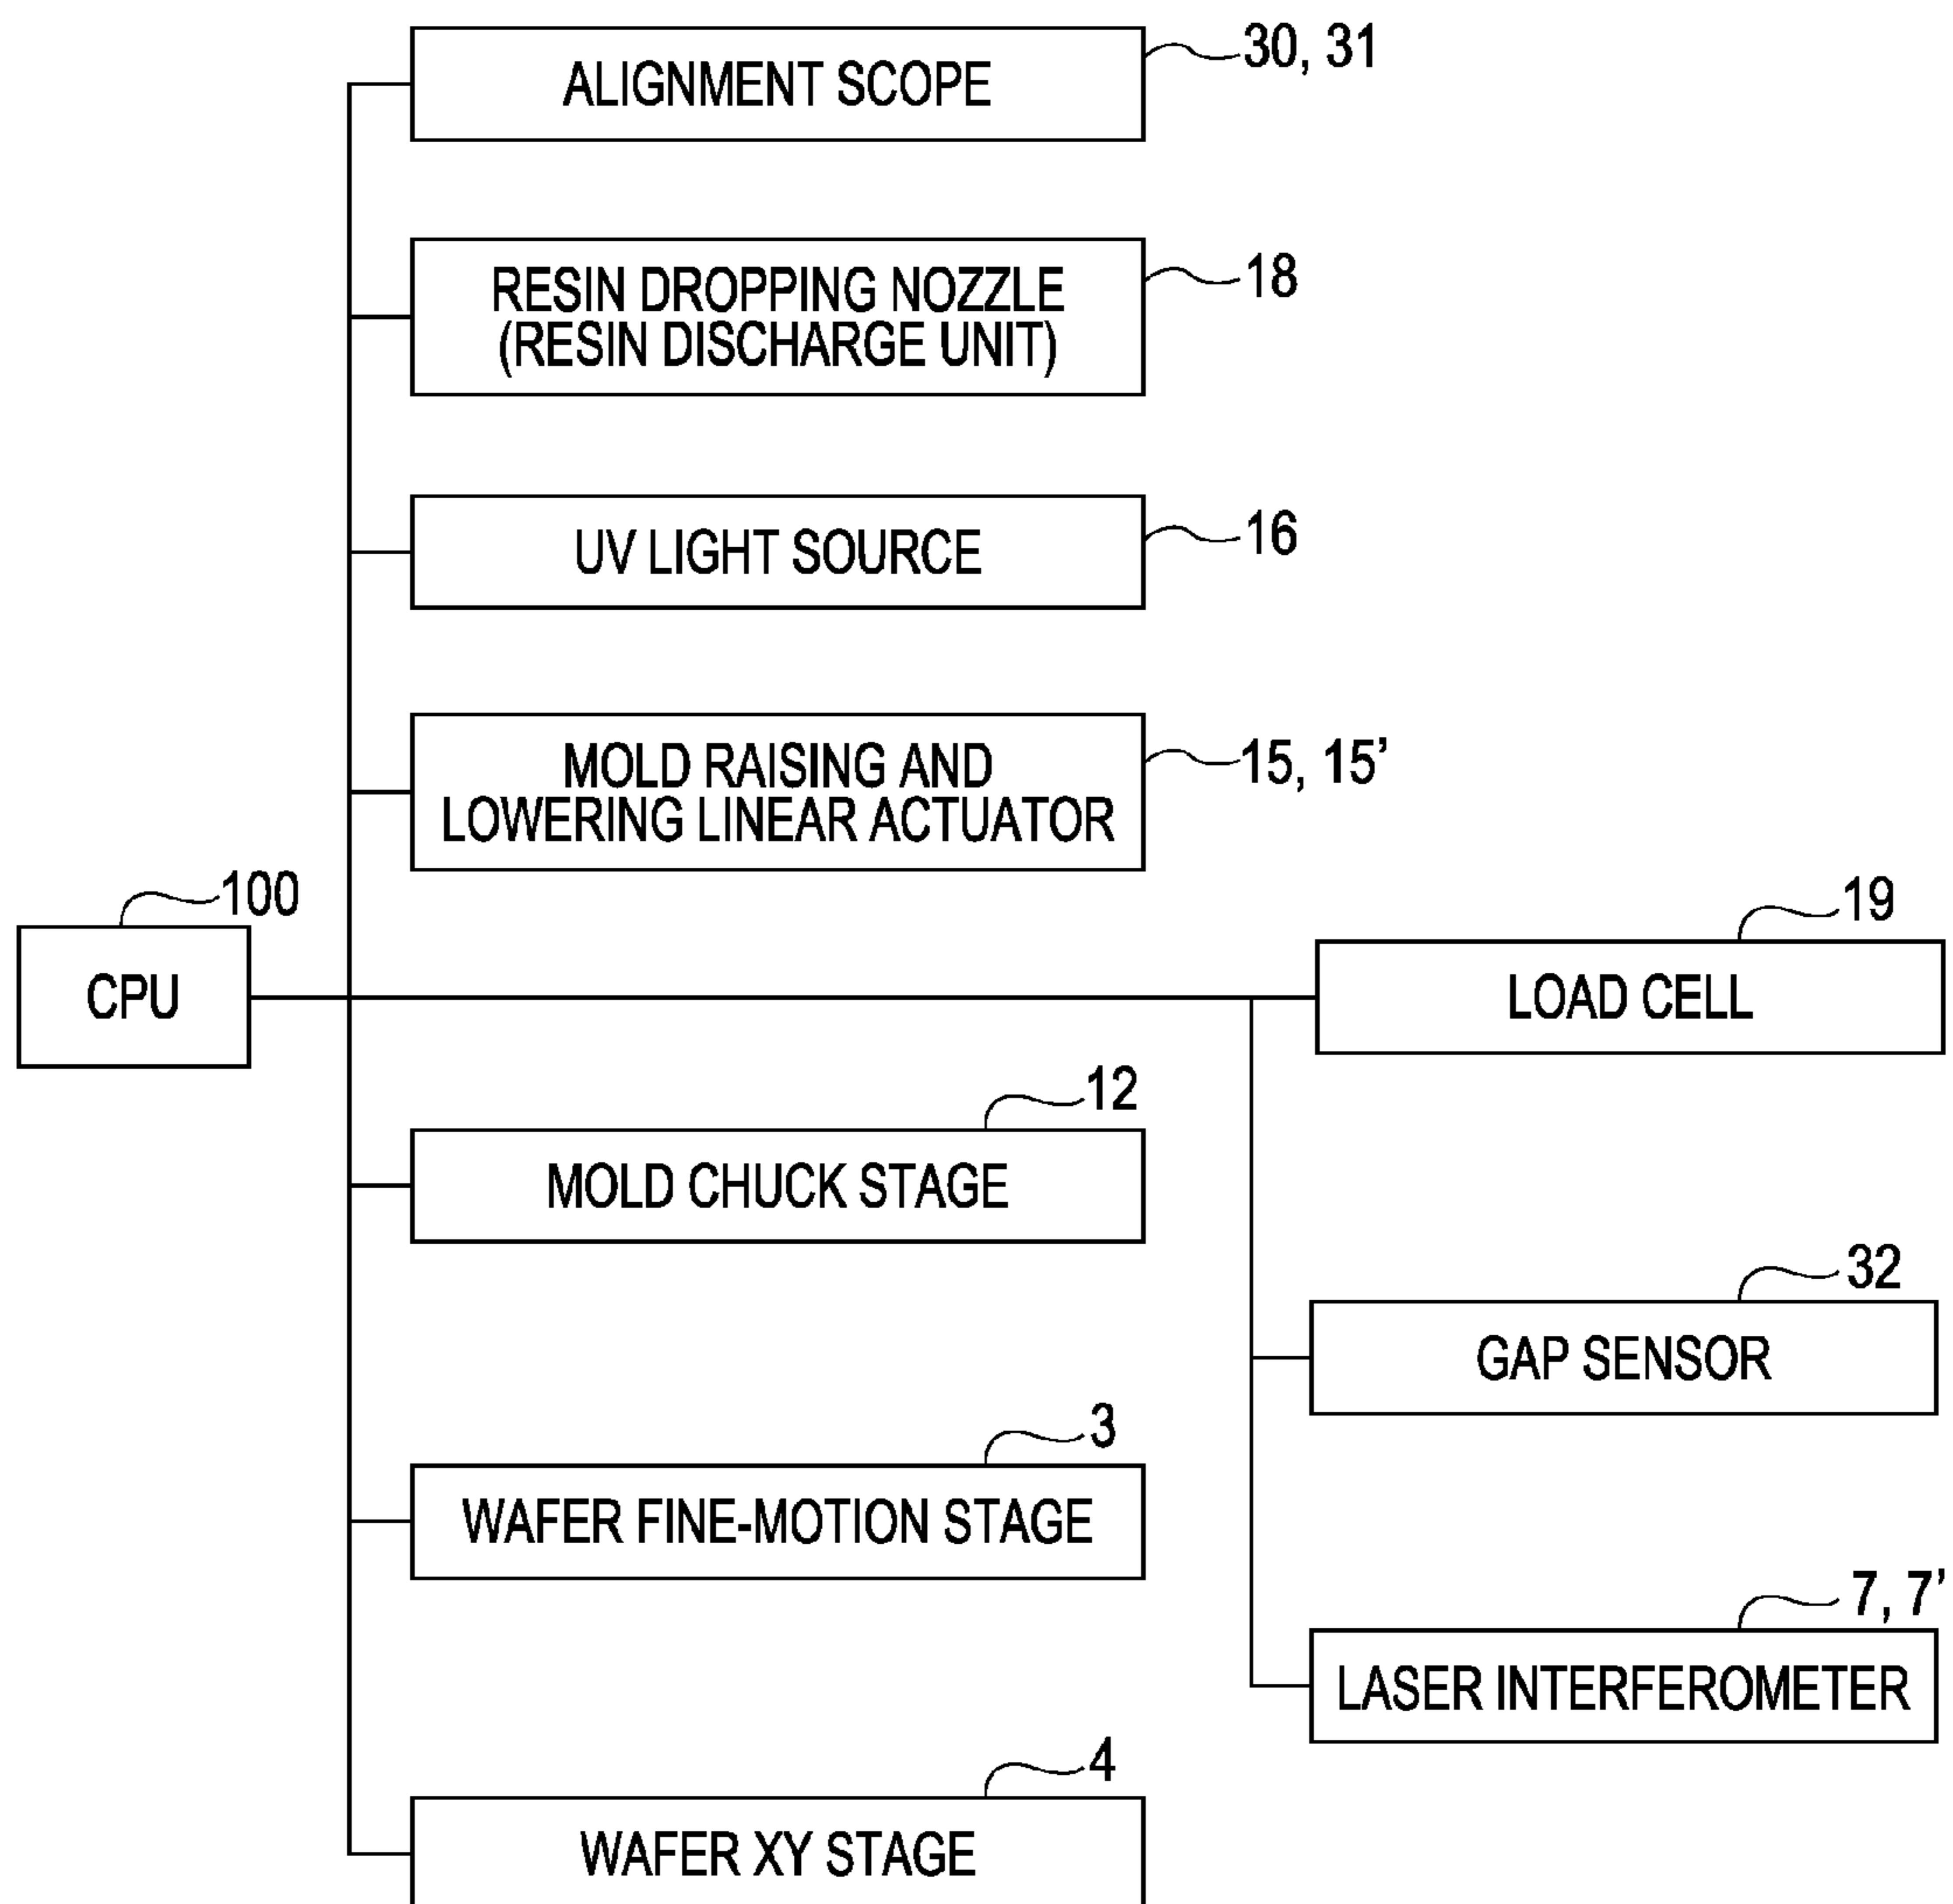 ALIGNMENT SCOPE
30, 31
RESIN DROPPING NOZZLE
(RESIN DISCHARGE UNIT)
18
UV LIGHT SOURCE
16
MOLD RAISING AND
LOWERING LINEAR ACTUATOR
15, 15’
100
CPU
19
LOAD CELL
12
MOLD CHUCK STAGE
32
GAP SENSOR
3
WAFER FINE-MOTION STAGE
7, 7’
LASER INTERFEROMETER
4
WAFER XY STAGE